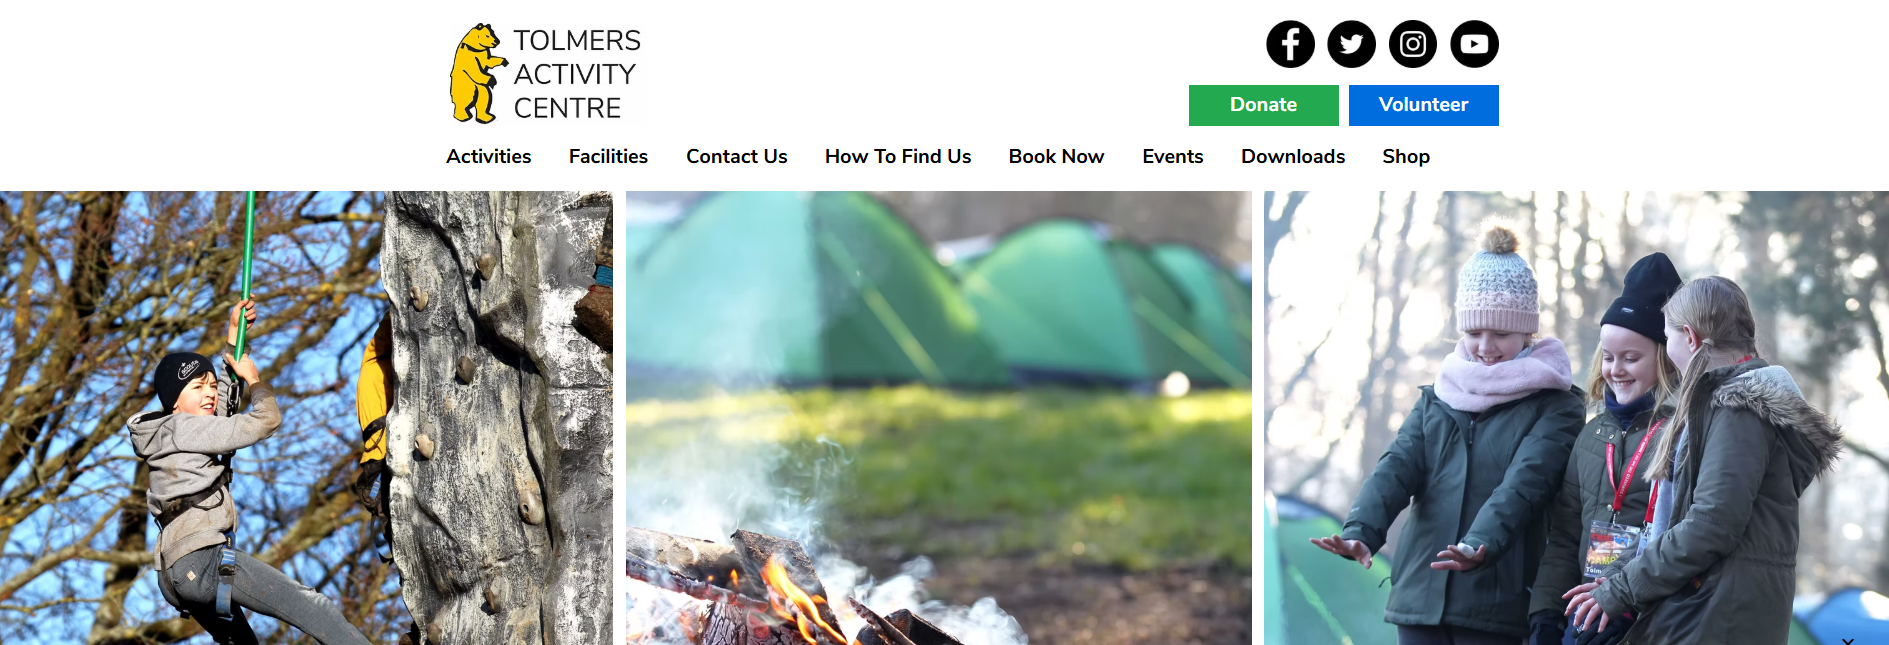 TOLMERS
ACTIVITY
CENTRE
Donate
Volunteer
Activities
Facilities
Contact Us
How To Find Us
Book Now
Events
Downloads
Shop